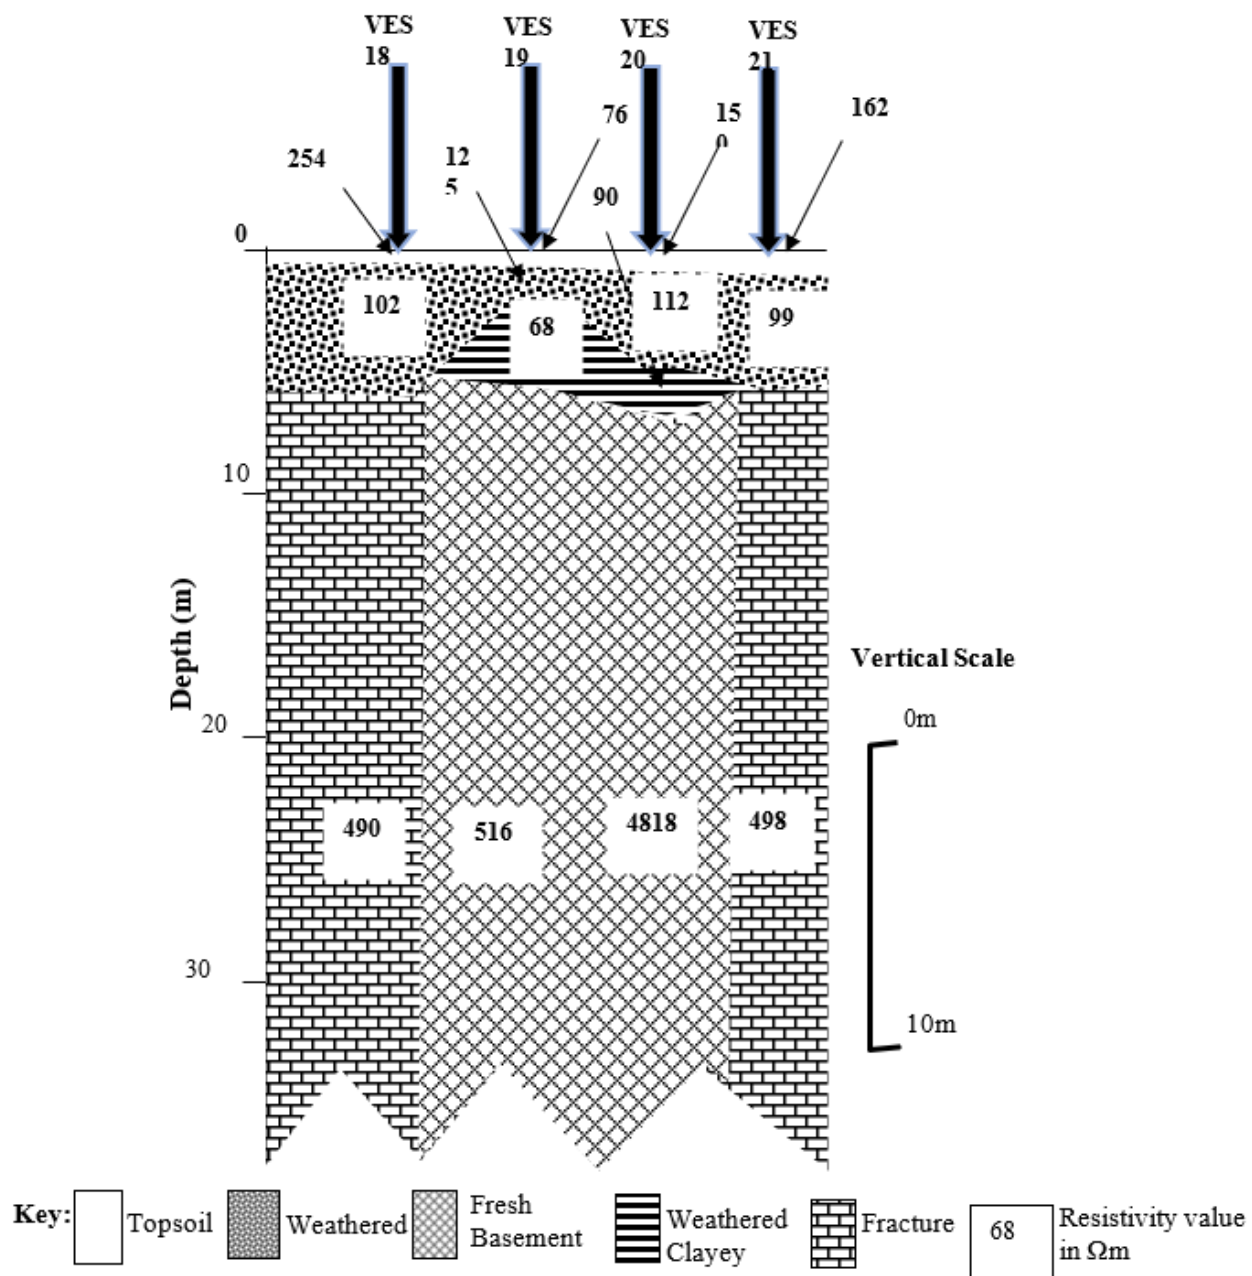 VES
18
VES
19
VES
20
VES
21
254
12
5
76
90
15
0
162
0
102
68
112
99
10
Depth (m)
20
Vertical Scale
0m
490
516
4818
498
30
10m
Key:
Topsoil
Weathered
Fresh
Basement
Weathered
Clayey
Fracture
68
Resistivity value
in Ωm